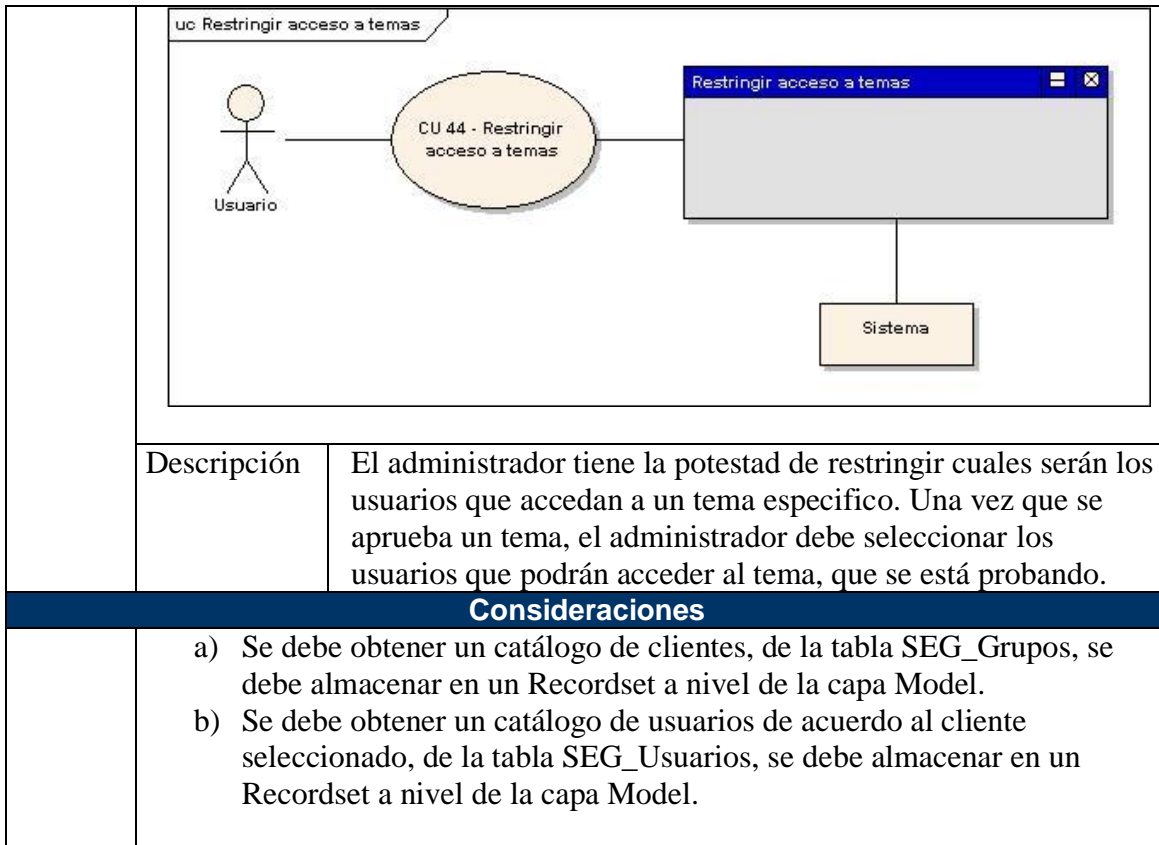 uc Restringir acceso a temas
Restringir acceso a temas
CU 44 - Restringir
acceso a temas
Usuario
Sistema
Descripción
El administrador tiene la potestad de restringir cuales serán los
usuarios que accedan a un tema especifico. Una vez que se
aprueba un tema, el administrador debe seleccionar los
usuarios que podrán acceder al tema, que se está probando.
Consideraciones
a) Se debe obtener un catálogo de clientes, de la tabla SEG_Grupos, se
debe almacenar en un Recordset a nivel de la capa Model.
b) Se debe obtener un catálogo de usuarios de acuerdo al cliente
seleccionado, de la tabla SEG_Usuarios, se debe almacenar en un
Recordset a nivel de la capa Model.